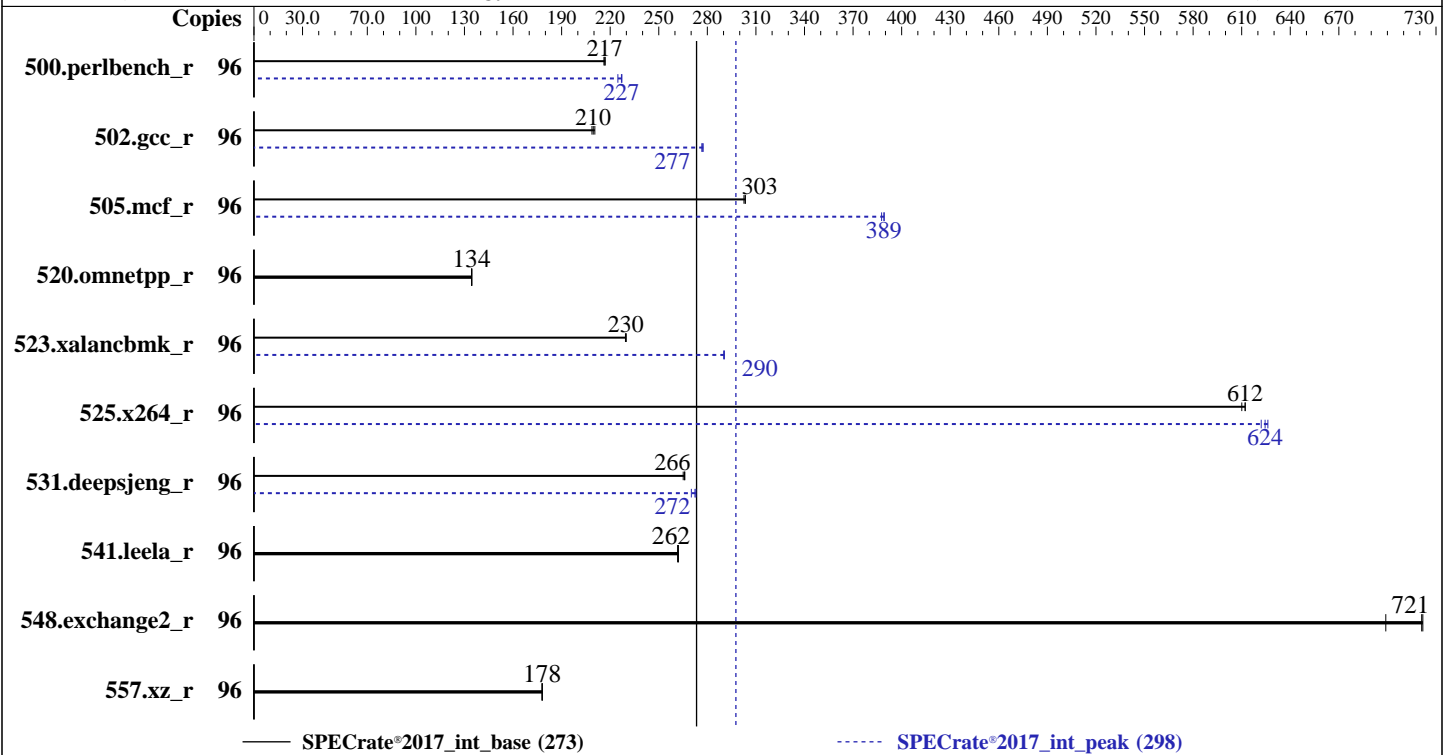 Copies 0 30.0 70.0 100 130 160 190 220 250 280 310 340 370 400 430 460 490 520 550 580 610 640 670 730
217
500.perlbench_r 96
227
210
502.gcc_r 96
277
303
505.mcf_r 96
389
134
520.omnetpp_r 96
230
523.xalancbmk_r 96
290
612
525.x264_r 96
624
266
531.deepsjeng_r 96
272
262
541.leela_r 96
721
548.exchange2_r 96
178
557.xz_r 96
SPECrate®2017_int_base (273) SPECrate®2017_int_peak (298)